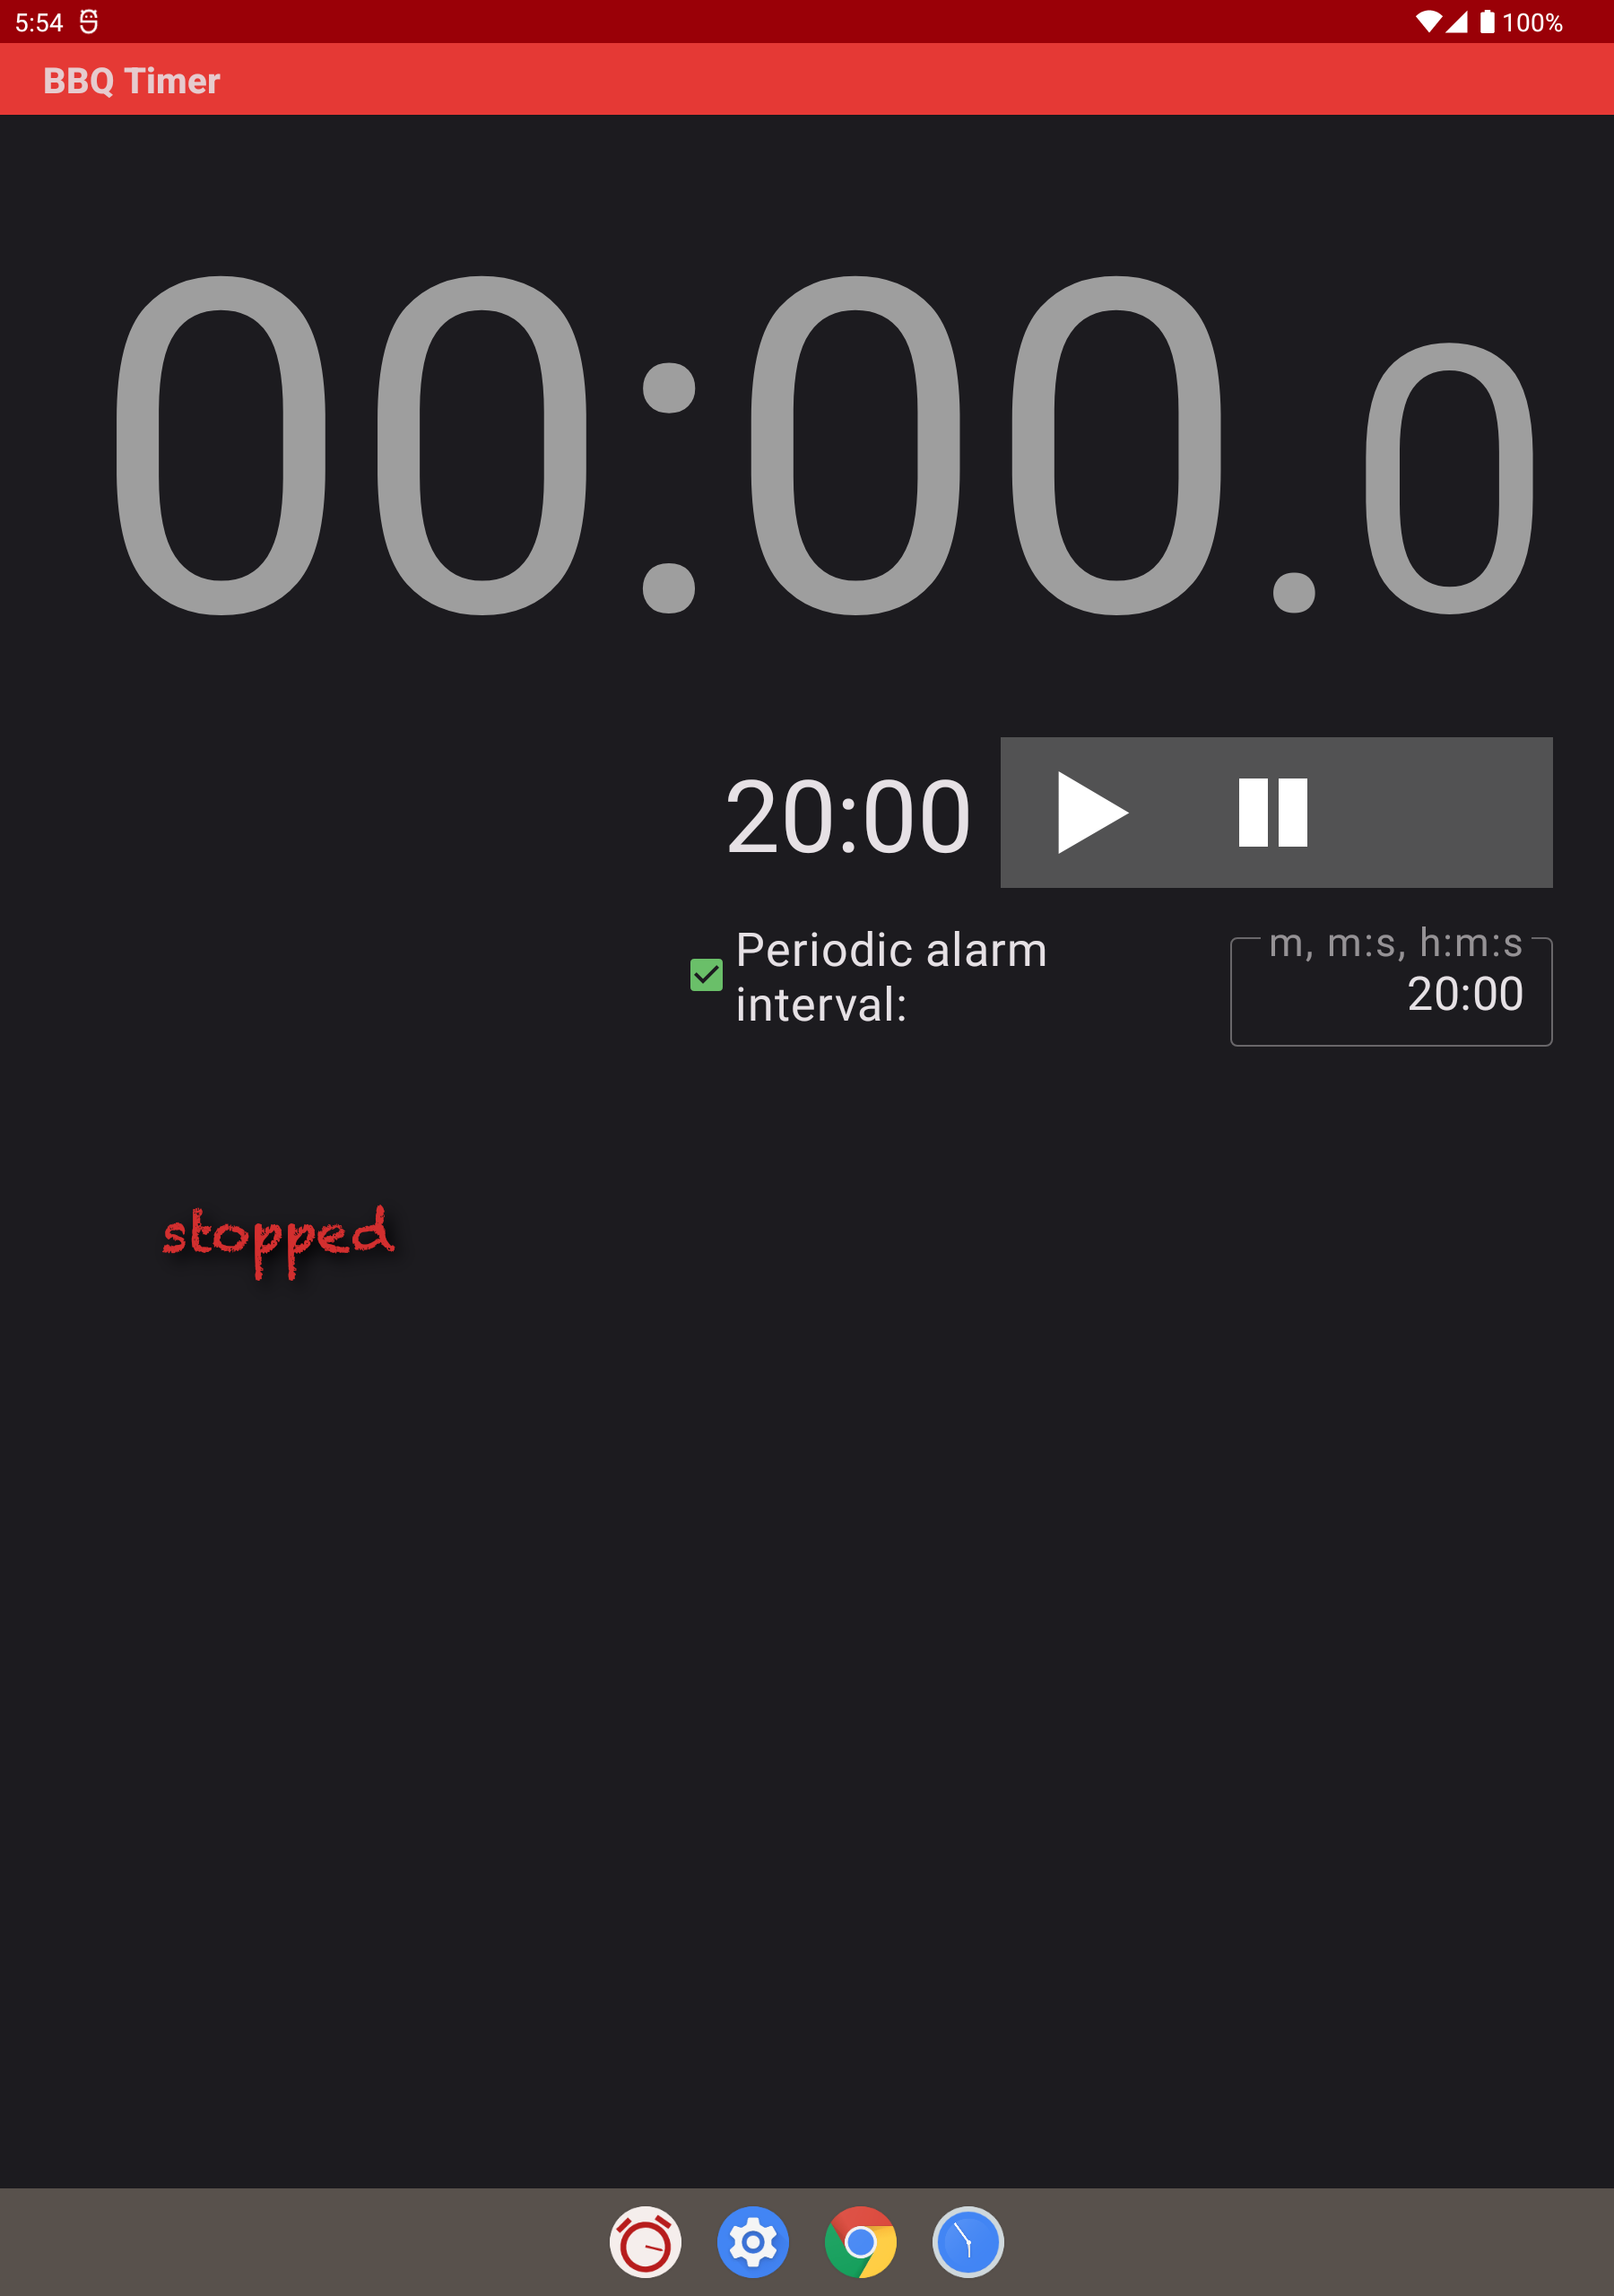 5:54
100%
BBQ Timer
00:00.0
20:00
Periodic alarm
interval:
m, m:s, h:m:s
20:00
stopped